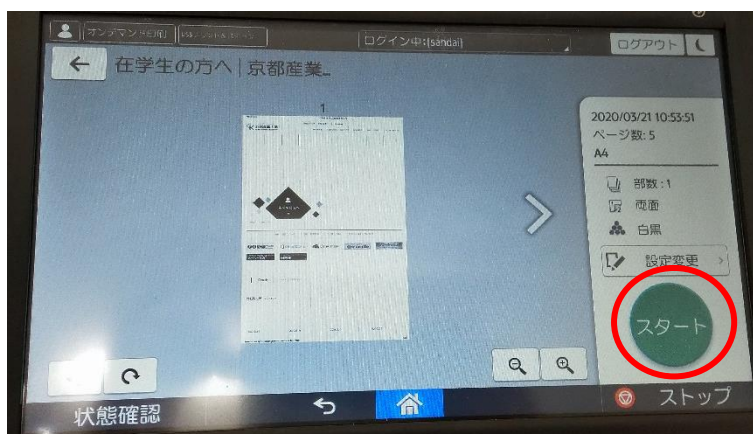 オンデマンド印刷
ログイン中:[sandai]
ログアウト
在学生の方へ | 京都産業...
1
2020/03/21 10:53:51
ページ数: 5
A4
部数 : 1
両面
白黒
設定変更
スタート
状態確認
ストップ